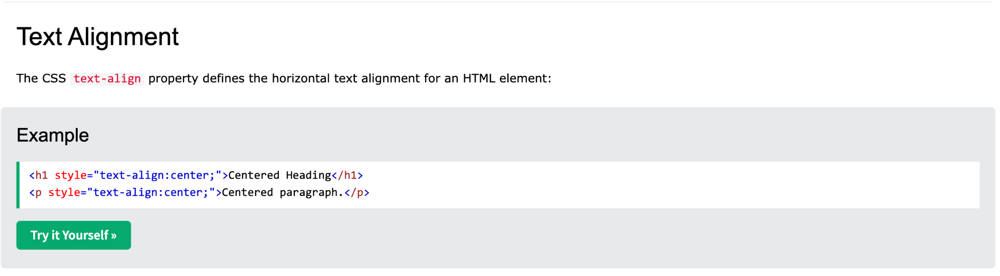 Text Alignment
The CSS text-align property defines the horizontal text alignment for an HTML element:
Example
<h1 style="text-align:center;">Centered Heading</h1>
<p style="text-align:center;">Centered paragraph.</p>
Try it Yourself »